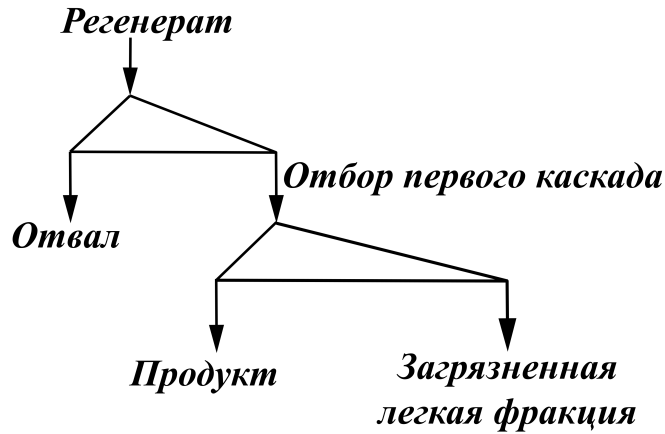 Регенерат
Отбор первого каскада
Отвал
Продукт
Загрязненная
легкая фракция